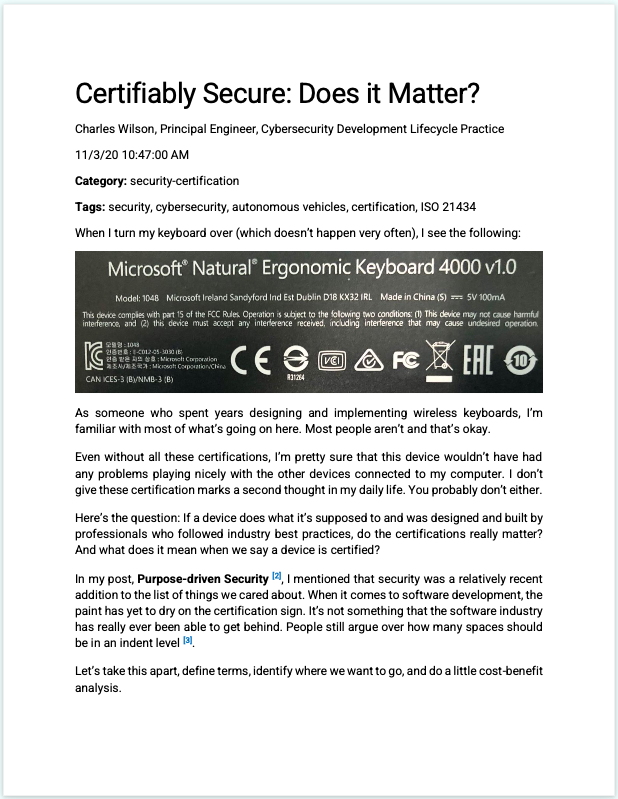 Certifiably Secure: Does it Matter?
Charles Wilson, Principal Engineer, Cybersecurity Development Lifecycle Practice
11/3/20 10:47:00 AM
Category: security-certification
Tags: security, cybersecurity, autonomous vehicles, certification, ISO 21434
When I turn my keyboard over (which doesn't happen very often), I see the following:
Microsoft® Natural® Ergonomic Keyboard 4000 v1.0
Model: 1048 Microsoft Ireland Sandyford Ind Est Dublin D18 KX32 IRL Made in China (S) 5V 100mA
This device complies with part 15 of the FCC Rules. Operation is subject to the following two conditions: (1) This device may not cause harmful
interference, and (2) this device must accept any interference received, including interference that may cause undesired operation.
모델명 : 1048
인증번호 : E-C012-05-3030 (B)
인증 받은 자의 상호 : Microsoft Corporation
제조사/제조국가 : Microsoft Corporation/China
CAN ICES-3 (B)/NMB-3 (B)
CE
R31264
VCI
FC
EAC
10
As someone who spent years designing and implementing wireless keyboards, I'm
familiar with most of what's going on here. Most people aren't and that's okay.
Even without all these certifications, I'm pretty sure that this device wouldn't have had
any problems playing nicely with the other devices connected to my computer. I don't
give these certification marks a second thought in my daily life. You probably don't either.
Here's the question: If a device does what it's supposed to and was designed and built by
professionals who followed industry best practices, do the certifications really matter?
And what does it mean when we say a device is certified?
In my post, Purpose-driven Security [2], I mentioned that security was a relatively recent
addition to the list of things we cared about. When it comes to software development, the
paint has yet to dry on the certification sign. It's not something that the software industry
has really ever been able to get behind. People still argue over how many spaces should
be in an indent level [3].
Let's take this apart, define terms, identify where we want to go, and do a little cost-benefit
analysis.